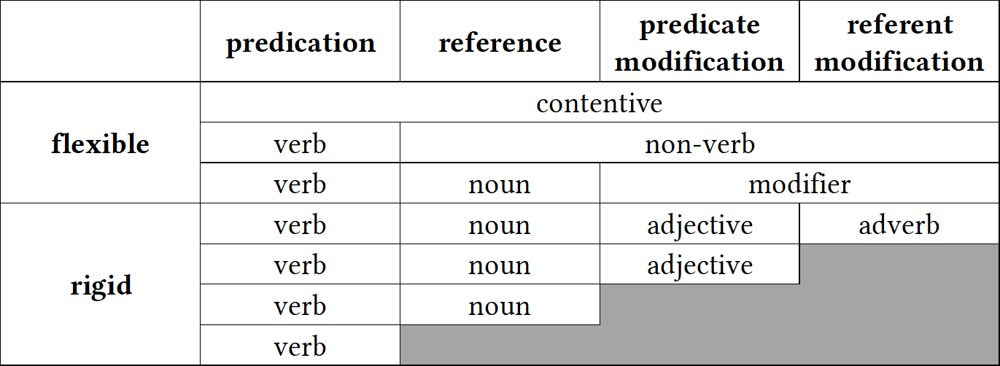 predication reference predicate modification referent modification
contentive
flexible verb non-verb
verb noun modifier
verb noun adjective adverb
verb noun adjective
rigid
verb noun
verb